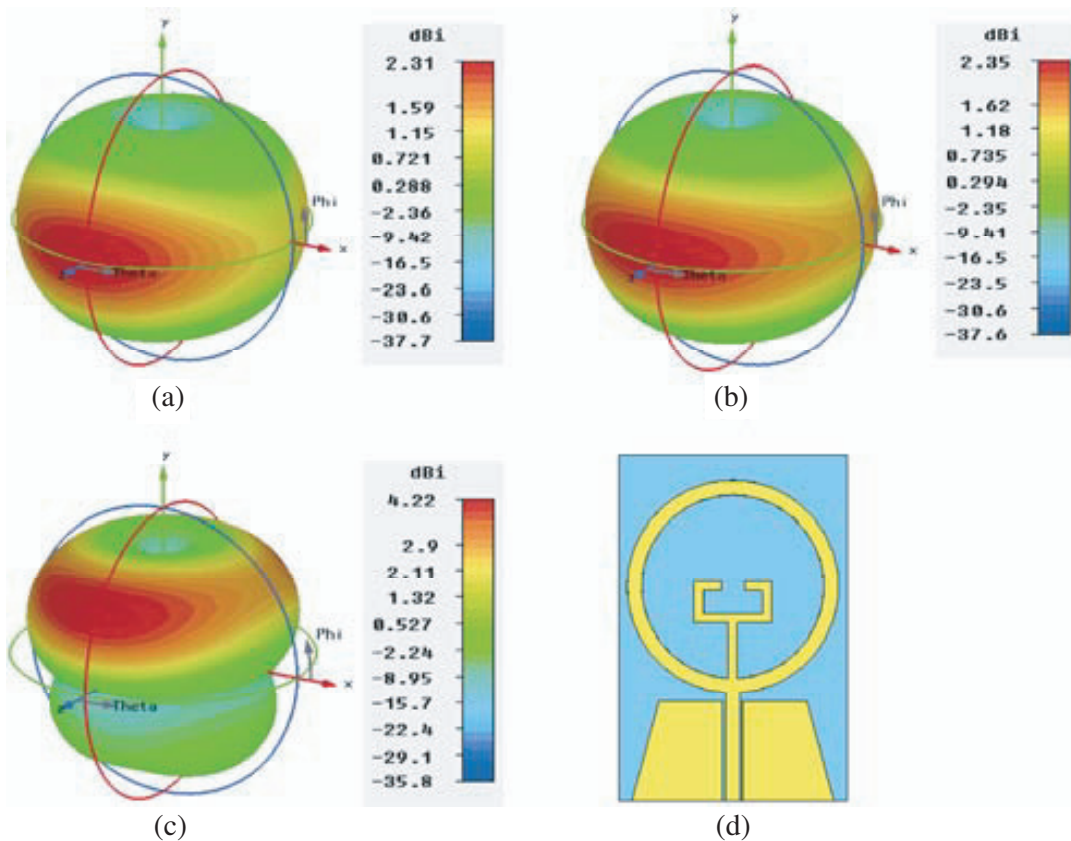 y
dBi
2.31
1.59
1.15
0.721
0.288
-2.36
-9.42
-16.5
-23.6
-30.6
-37.7
Phi
x
z
Theta
(a)
y
dBi
2.35
1.62
1.18
0.735
0.294
-2.35
-9.41
-16.5
-23.5
-30.6
-37.6
Phi
x
z
Theta
(b)
y
dBi
4.22
2.9
2.11
1.32
0.527
-2.24
-8.95
-15.7
-22.4
-29.1
-35.8
Phi
x
z
Theta
(c)
(d)